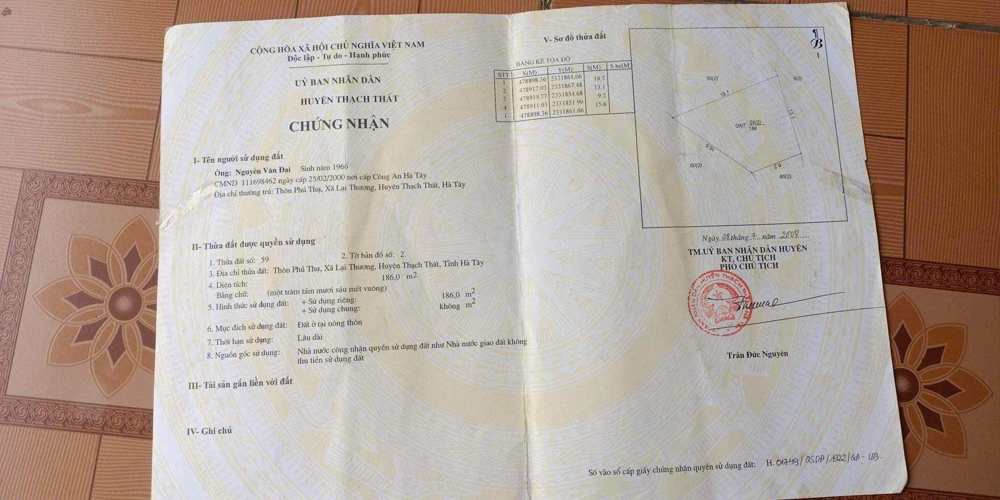 CỘNG HÒA XÃ HỘI CHỦ NGHĨA VIỆT NAM
Độc lập - Tự do - Hạnh phúc
UỶ BAN NHÂN DÂN
HUYỆN THẠCH THẤT
CHỨNG NHẬN
I- Tên người sử dụng đất
Ông: Nguyễn Văn Đại Sinh năm 1966
CMND 111698462 ngày cấp 25/02/2000 nơi cấp Công An Hà Tây
Địa chỉ thường trú: Thôn Phú Thụ, Xã Lại Thượng, Huyện Thạch Thất, Hà Tây
II- Thửa đất được quyền sử dụng
1. Thửa đất số: 59 2. Tờ bản đồ số: 2
3. Địa chỉ thửa đất: Thôn Phú Thụ, Xã Lại Thượng, Huyện Thạch Thất, Tỉnh Hà Tây
4. Diện tích: 186,0 m2
Bằng chữ: (một trăm tám mươi sáu mét vuông)
5. Hình thức sử dụng đất: + Sử dụng riêng: 186,0 m2
+ Sử dụng chung: không m2
6. Mục đích sử dụng đất: Đất ở tại nông thôn
7. Thời hạn sử dụng: Lâu dài
8. Nguồn gốc sử dụng: Nhà nước công nhận quyền sử dụng đất như Nhà nước giao đất không
thu tiền sử dụng đất
III- Tài sản gắn liền với đất
IV- Ghi chú
V- Sơ đồ thửa đất
BẢNG KÊ TỌA ĐỘ
STT X(M) Y(M) S(M) S hc(M
1 478898.36 2331861.06 19.7
2 478917.03 2331867.48 13.1
3 478919.77 2331854.68 9.2
4 478911.03 2331851.90 15.6
1 478898.36 2331861.06
B
50(2)
6(2)
19.7
13.1
ONT 59(2)
186
15.6
60(2)
9.2
85(2)
Ngày 28 tháng 7 năm 2008
TM.UỶ BAN NHÂN DÂN HUYỆN
KT. CHỦ TỊCH
PHÓ CHỦ TỊCH
Trần Đức Nguyên
Số vào sổ cấp giấy chứng nhận quyền sử dụng đất: H. 01749/QSDĐ/1922/QĐ-UB.